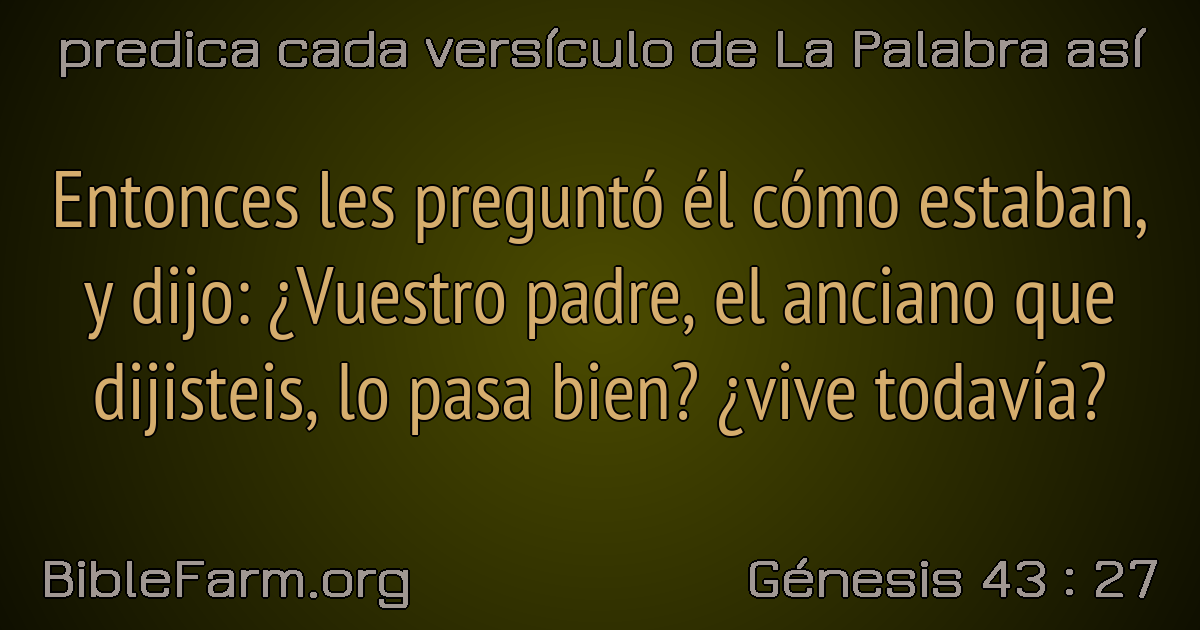 predica cada versículo de La Palabra así
Entonces les preguntó él cómo estaban,
y dijo: ¿Vuestro padre, el anciano que
dijisteis, lo pasa bien? ¿vive todavía?
BibleFarm.org
Génesis 43 : 27